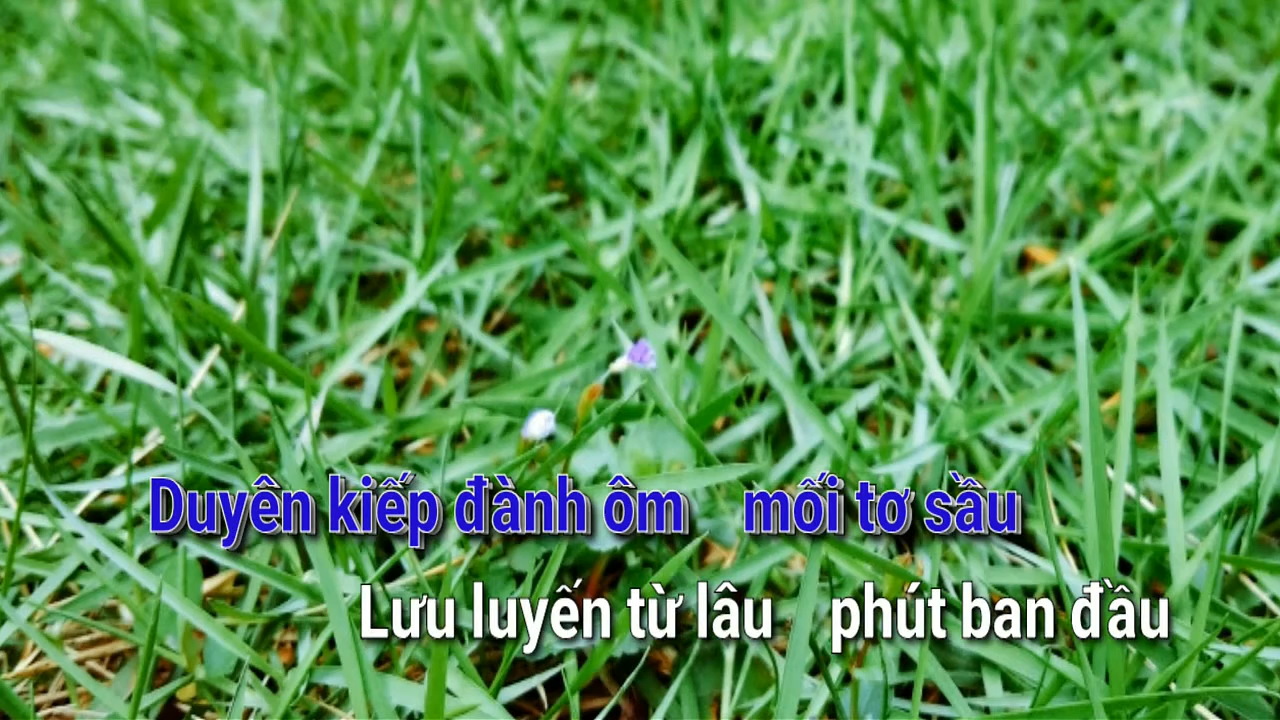 Duyên kiếp đành ôm mối tơ sầu
Lưu luyến từ lâu phút ban đầu